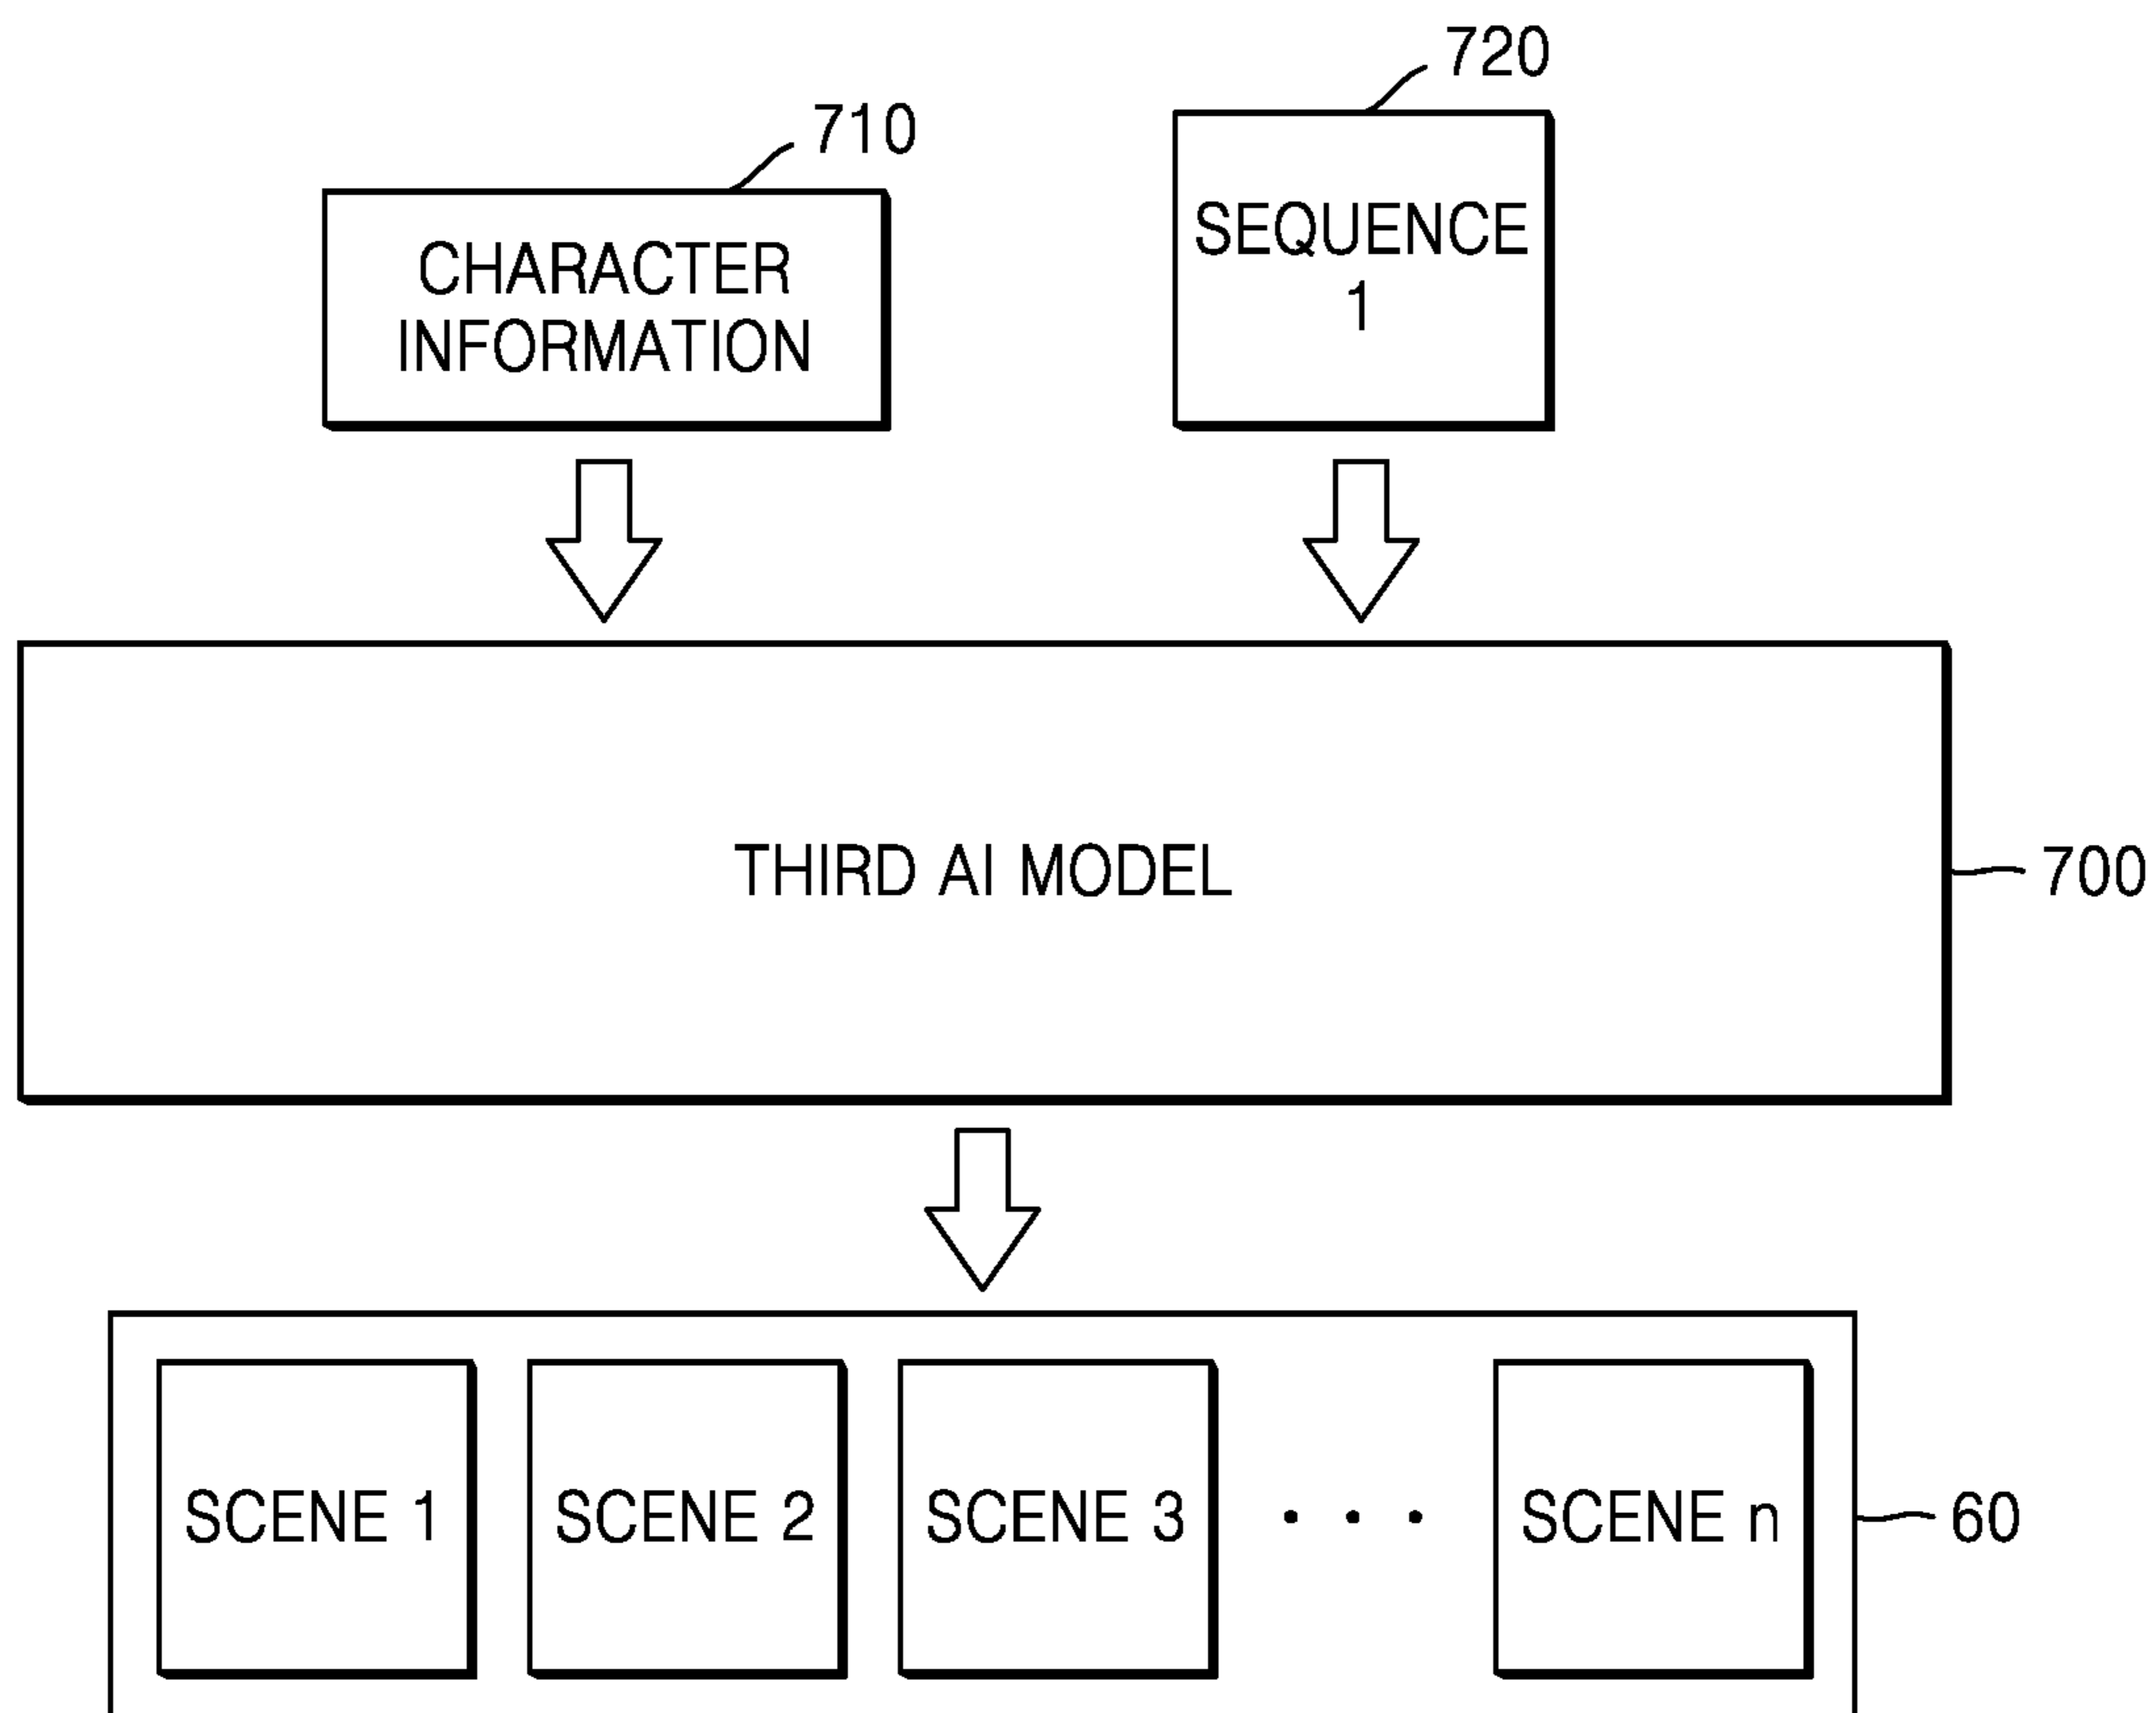 720
710
SEQUENCE
1
CHARACTER
INFORMATION
THIRD AI MODEL
700
SCENE 1 SCENE 2 SCENE 3 · · · SCENE n
60